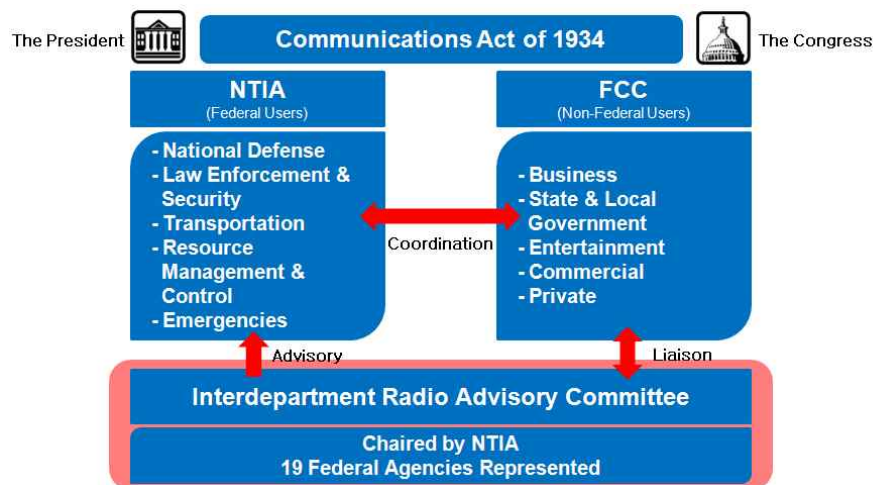 The President
Communications Act of 1934
The Congress
NTIA
(Federal Users)
- National Defense
- Law Enforcement &
Security
- Transportation
- Resource
Management &
Control
- Emergencies
Coordination
FCC
(Non-Federal Users)
- Business
- State & Local
Government
- Entertainment
- Commercial
- Private
Advisory
Liaison
Interdepartment Radio Advisory Committee
Chaired by NTIA
19 Federal Agencies Represented